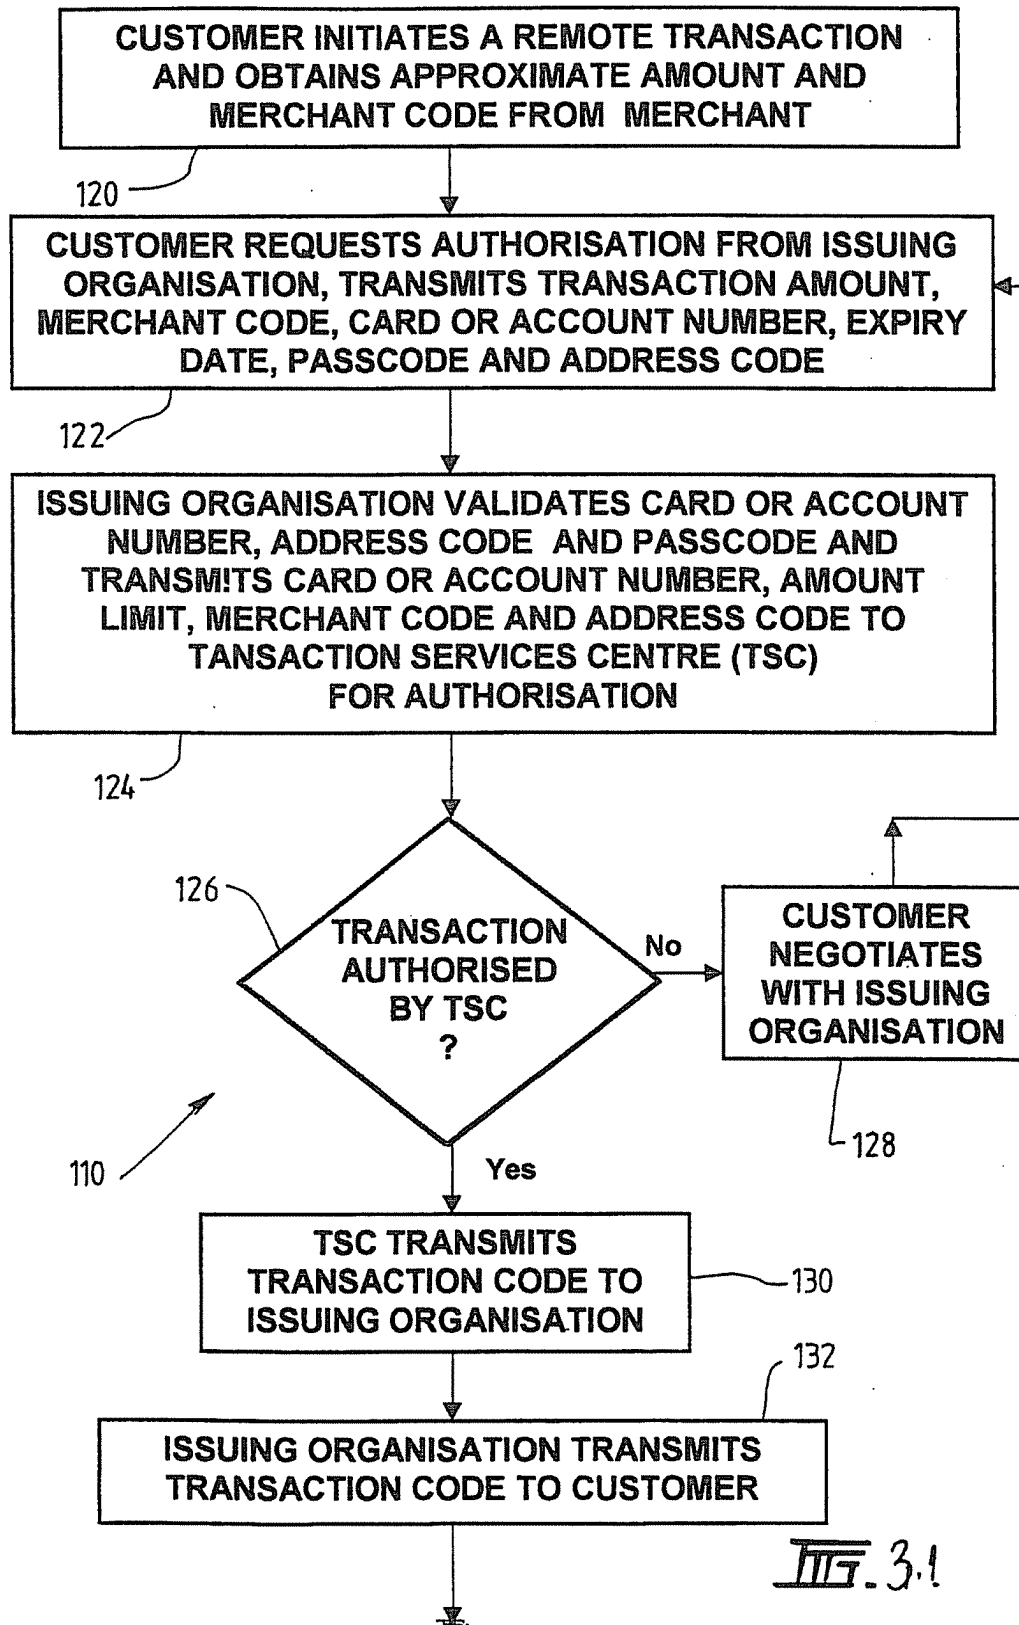 CUSTOMER INITIATES A REMOTE TRANSACTION
AND OBTAINS APPROXIMATE AMOUNT AND
MERCHANT CODE FROM MERCHANT
120
CUSTOMER REQUESTS AUTHORISATION FROM ISSUING
ORGANISATION, TRANSMITS TRANSACTION AMOUNT,
MERCHANT CODE, CARD OR ACCOUNT NUMBER, EXPIRY
DATE, PASSCODE AND ADDRESS CODE
122
ISSUING ORGANISATION VALIDATES CARD OR ACCOUNT
NUMBER, ADDRESS CODE AND PASSCODE AND
TRANSMITS CARD OR ACCOUNT NUMBER, AMOUNT
LIMIT, MERCHANT CODE AND ADDRESS CODE TO
TANSACTION SERVICES CENTRE (TSC)
FOR AUTHORISATION
124
126
TRANSACTION
AUTHORISED
BY TSC
?
No
CUSTOMER
NEGOTIATES
WITH ISSUING
ORGANISATION
128
110
Yes
TSC TRANSMITS
TRANSACTION CODE TO
ISSUING ORGANISATION
130
132
ISSUING ORGANISATION TRANSMITS
TRANSACTION CODE TO CUSTOMER
FIG. 3.1